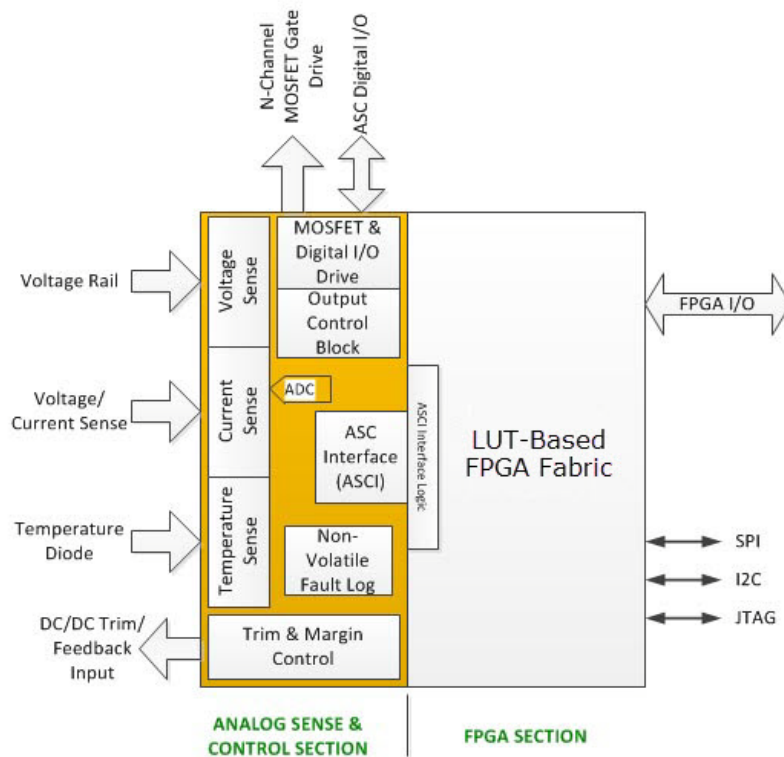 N-Channel
MOSFET Gate
Drive
ASC Digital I/O
Voltage Rail
Voltage/
Current Sense
Temperature
Diode
DC/DC Trim/
Feedback
Input
Voltage
Sense
Current
Sense
Temperature
Sense
MOSFET &
Digital I/O
Drive
Output
Control
Block
ADC
ASC
Interface
(ASCI)
ASCI Interface Logic
Non-
Volatile
Fault Log
Trim & Margin
Control
LUT-Based
FPGA Fabric
FPGA I/O
SPI
I2C
JTAG
ANALOG SENSE &
CONTROL SECTION
FPGA SECTION